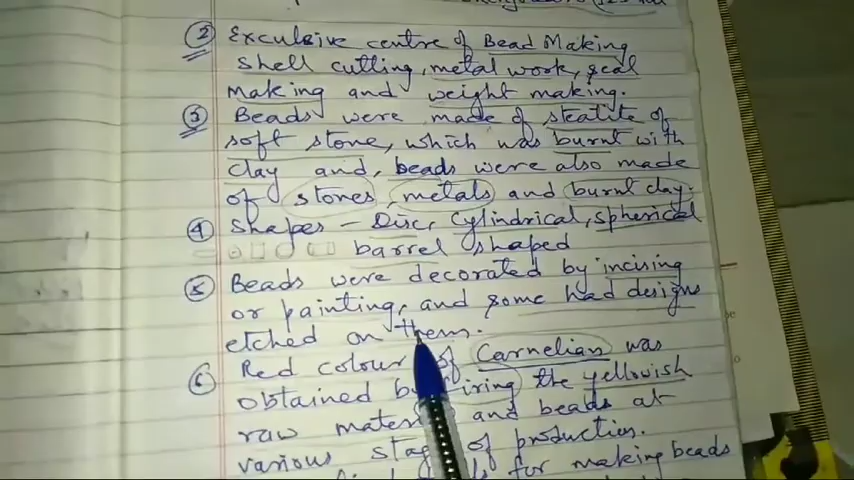 ② Exculsive centre of Bead Making
shell cutting, metal work, seal
making and weight making.
③ Beads were made of steatite of
soft stone, which was burnt with
clay and, beads were also made
of stones, metals and burnt clay.
④ Shapes - Disc, Cylindrical, spherical
barrel shaped
⑤ Beads were decorated by incising
or painting, and some had designs
etched on them.
⑥ Red colour of Carnelian was
obtained by firing the yellowish
raw and beads at
various of production.
for making beads